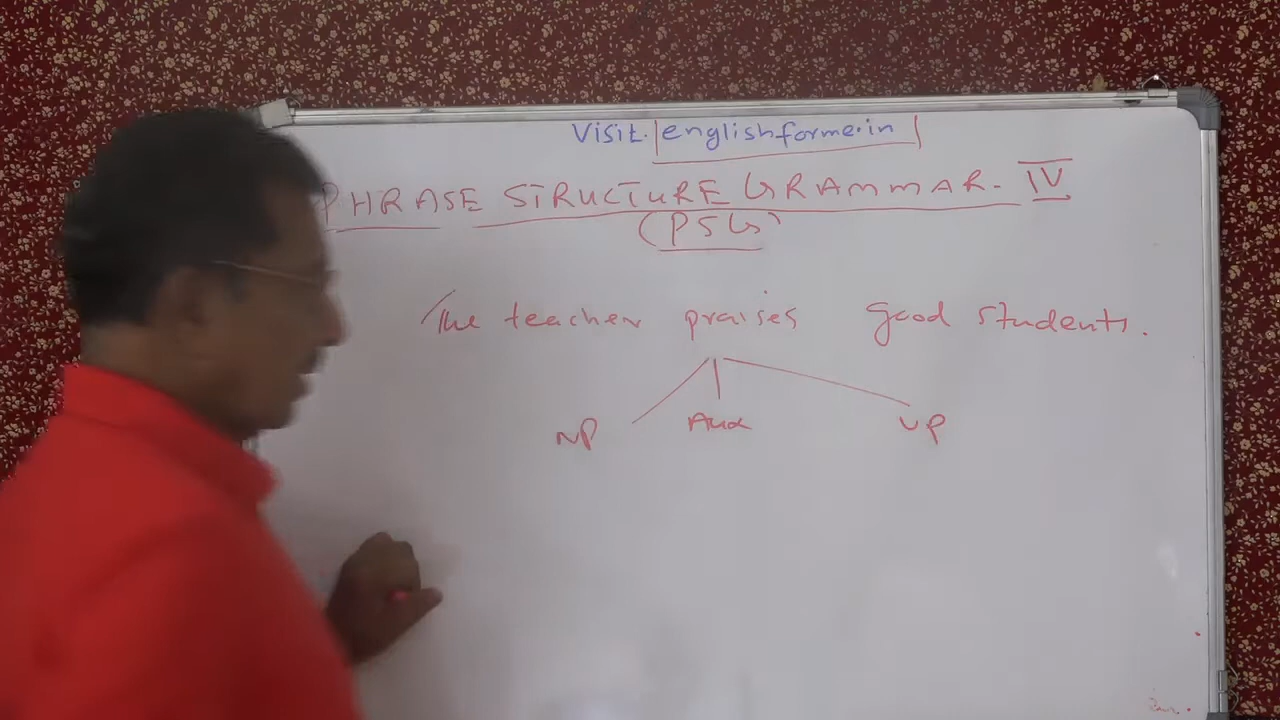 Visit. englishforme.in
PHRASE STRUCTURE GRAMMAR - IV
(PSG)
The teacher praises good students.
NP Aux VP